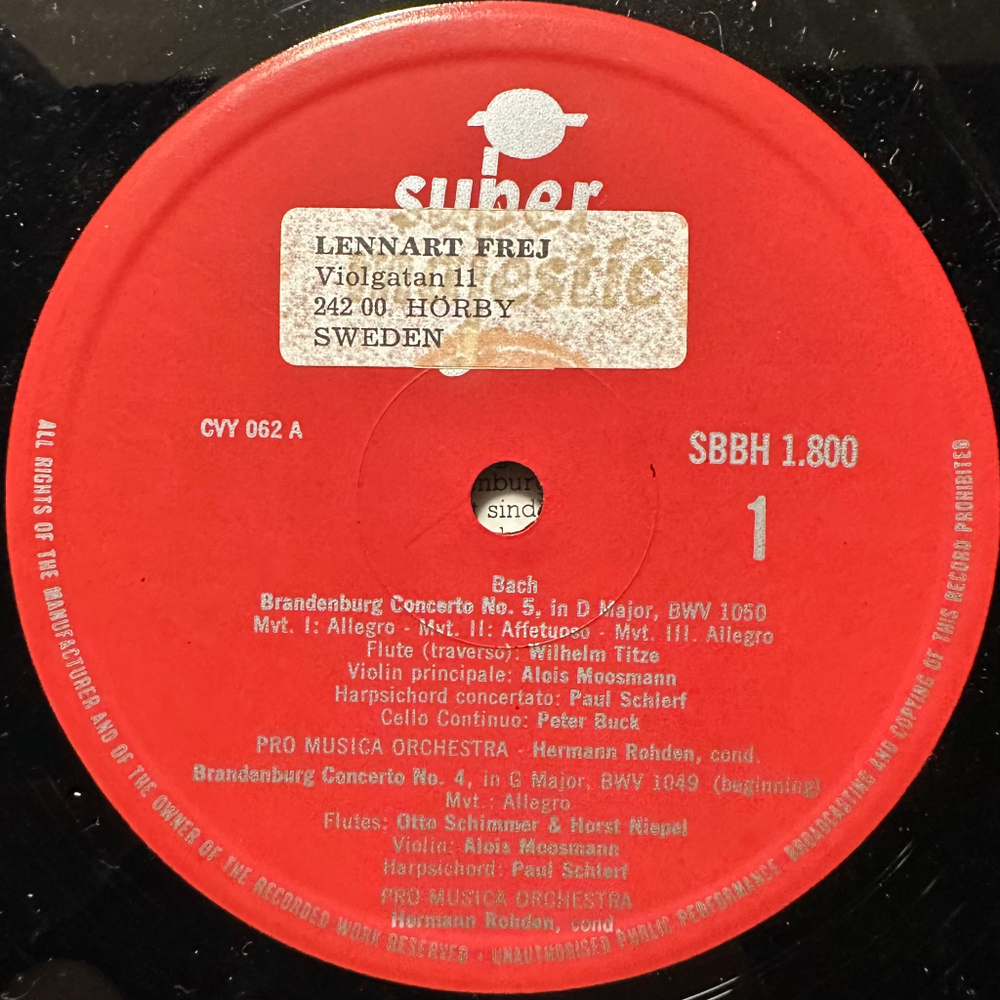 super
LENNART FREJ
Violgatan 11
242 00 HÖRBY
SWEDEN
CVY 062 A
SBBH 1.800
1
nburg
sind
Bach
Brandenburg Concerto No. 5, in D Major, BWV 1050
Mvt. I: Allegro - Mvt. II: Affetuoso - Mvt. III. Allegro
Flute (traverso): Wilhelm Titze
Violin principale: Alois Moosmann
Harpsichord concertato: Paul Schierf
Cello Continuo: Peter Buck
PRO MUSICA ORCHESTRA - Hermann Rohden, cond.
Brandenburg Concerto No. 4, in G Major, BWV 1049 (beginning)
Mvt.: Allegro
Flutes: Otto Schimmer & Horst Niepel
Violin: Alois Moosmann
Harpsichord: Paul Schierf
PRO MUSICA ORCHESTRA
Hermann Rohden, cond
ALL RIGHTS OF THE MANUFACTURER AND OF THE OWNER OF THE RECORDED WORK RESERVED - UNAUTHORISED PUBLIC PERFORMANCE, BROADCASTING AND COPYING OF THIS RECORD PROHIBITED